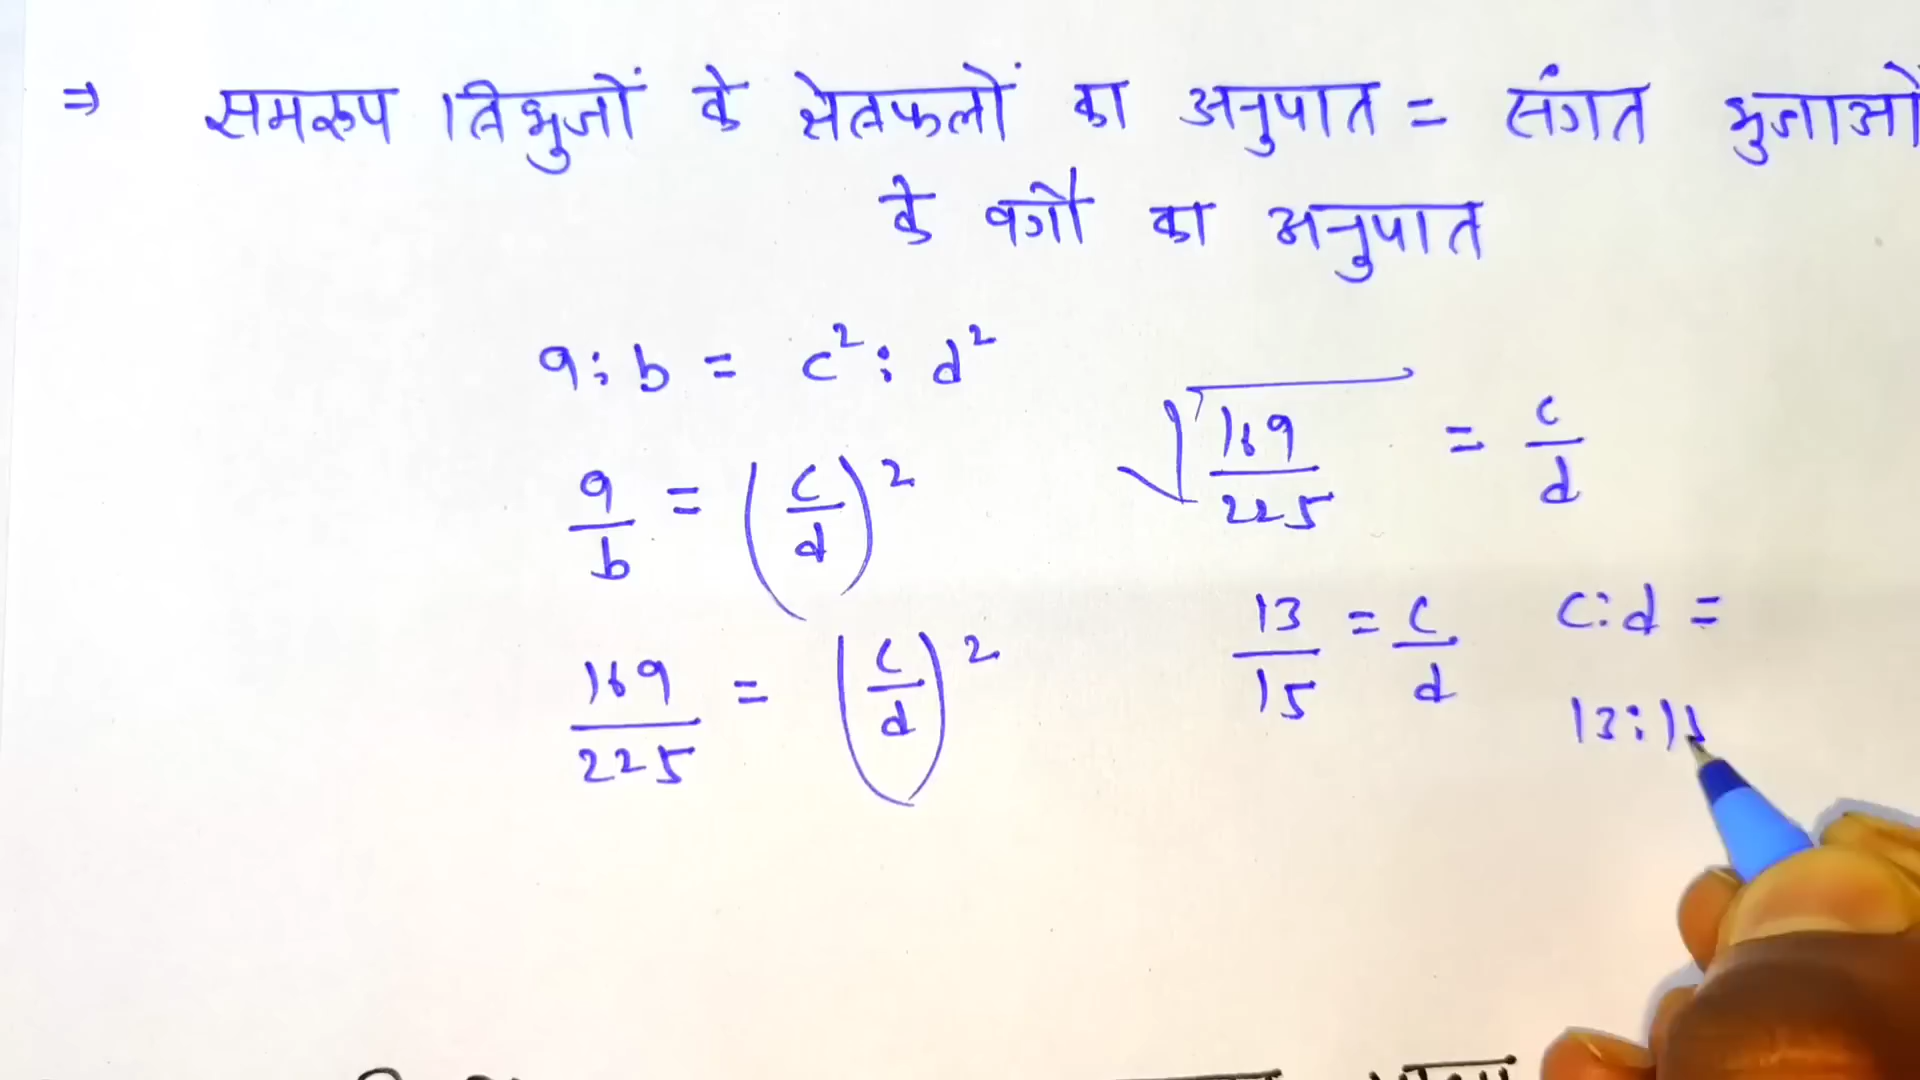 ⇒ समरूप त्रिभुजों के क्षेत्रफलों का अनुपात = संगत भुजाओं
के वर्गों का अनुपात
a : b = c² : d²
a/b = (c/d)²
169/225 = (c/d)²
√(169/225) = c/d
13/15 = c/d
c : d =
13 : 15